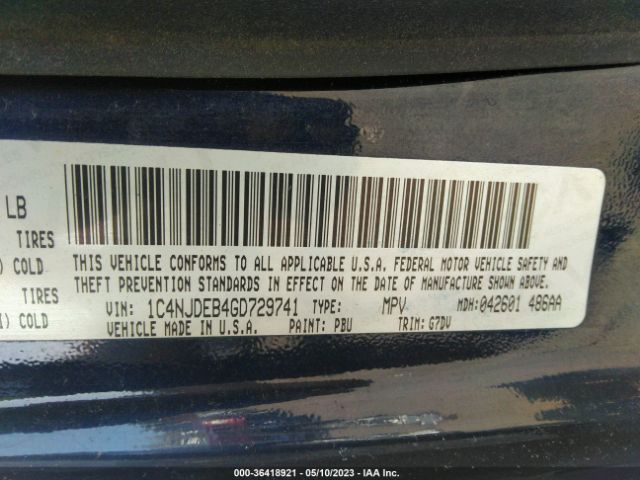 LB
TIRES
) COLD
TIRES
I) COLD
THIS VEHICLE CONFORMS TO ALL APPLICABLE U.S.A. FEDERAL MOTOR VEHICLE SAFETY AND
THEFT PREVENTION STANDARDS IN EFFECT ON THE DATE OF MANUFACTURE SHOWN ABOVE.
VIN: 1C4NJDEB4GD729741 TYPE: MPV MDH:042601 486AA
VEHICLE MADE IN U.S.A. PAINT: PBU TRIM: G7DV
000-36418921 — 05/10/2023 — IAA Inc.